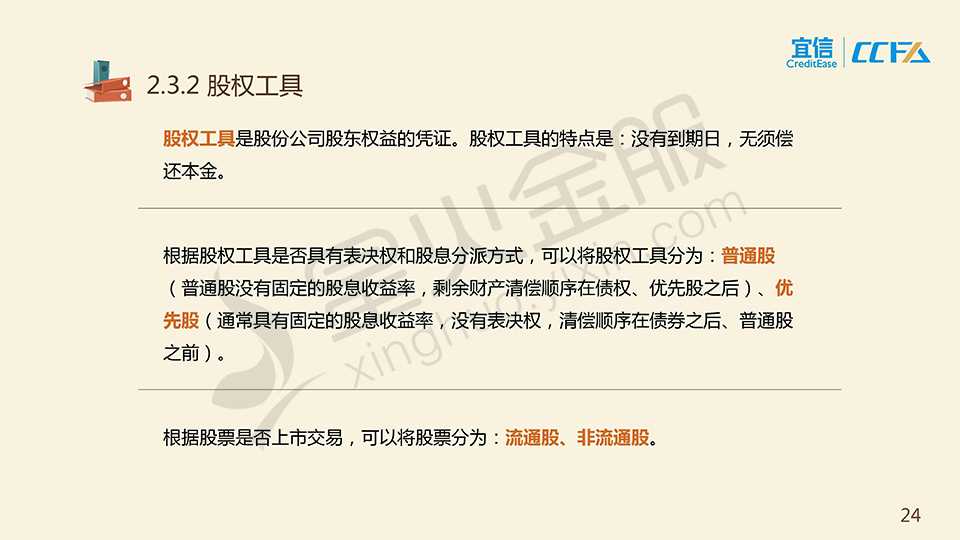 宜信
CreditEase
CCFA
2.3.2 股权工具
股权工具是股份公司股东权益的凭证。股权工具的特点是：没有到期日，无须偿
还本金。
根据股权工具是否具有表决权和股息分派方式，可以将股权工具分为：普通股
（普通股没有固定的股息收益率，剩余财产清偿顺序在债权、优先股之后）、优
先股（通常具有固定的股息收益率，没有表决权，清偿顺序在债券之后、普通股
之前）。
根据股票是否上市交易，可以将股票分为：流通股、非流通股。
星火金服
xinghuo.yixin.com
24